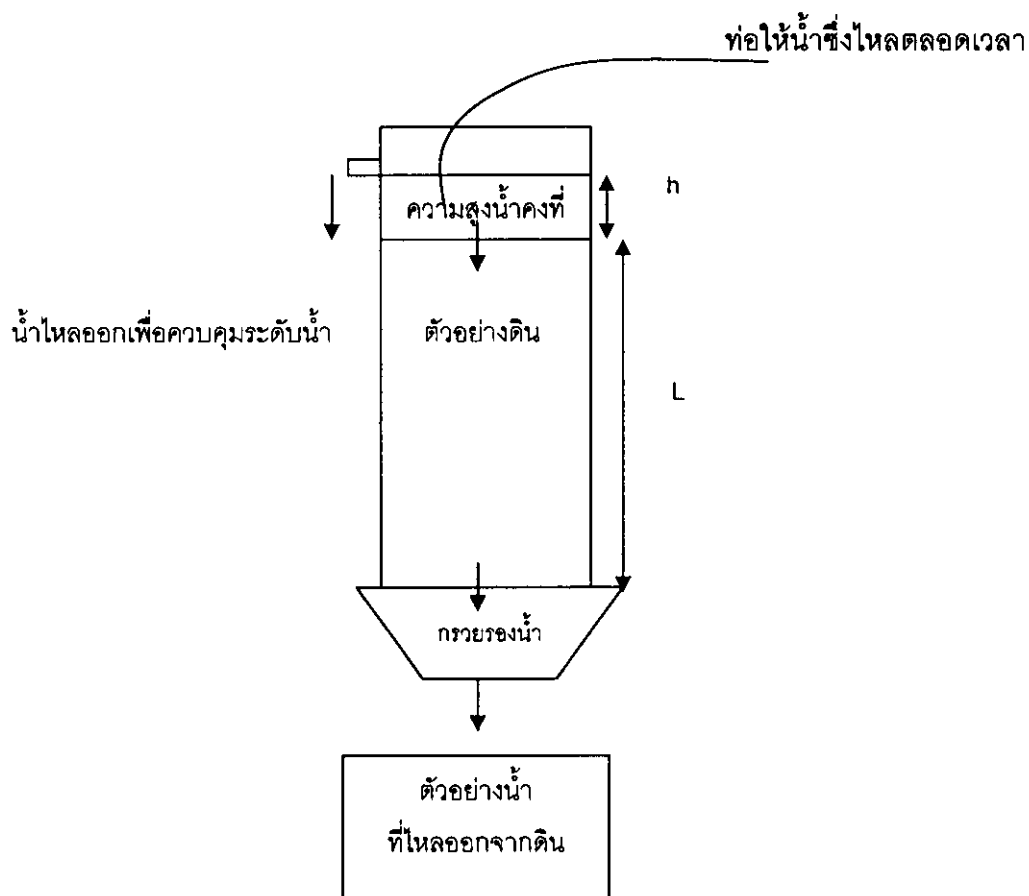 ท่อให้น้ำซึ่งไหลตลอดเวลา
h
ความสูงน้ำคงที่
น้ำไหลออกเพื่อควบคุมระดับน้ำ
ตัวอย่างดิน
L
กรวยรองน้ำ
ตัวอย่างน้ำ
ที่ไหลออกจากดิน